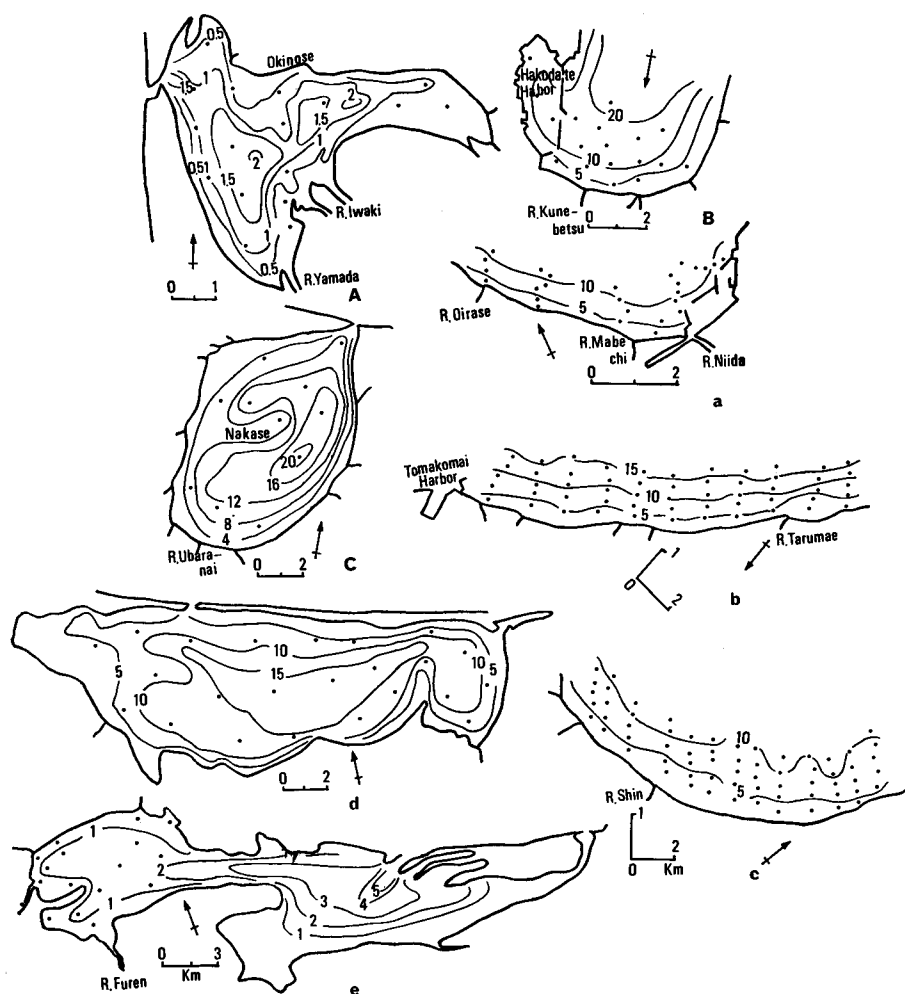 0.5
Okinose
1
1.5
2
1.5
1
0.51
1.5
2
R.Iwaki
1
0.5
R.Yamada
0 1
A
Hakodate
Harbor
20
10
5
R.Kune-
betsu
0 2
B
10
5
R.Oirase
R.Mabe
chi
R.Niida
0 2
a
Nakase
20
16
12
8
4
R.Ubara-
nai
0 2
C
Tomakomai
Harbor
15
10
5
R.Tarumae
0
1
2
b
10
5
15
10
10
5
0 2
d
10
5
R.Shin
1
0 2
Km
c
1
2
1
5
4
3
2
1
0 3
Km
R.Furen
e